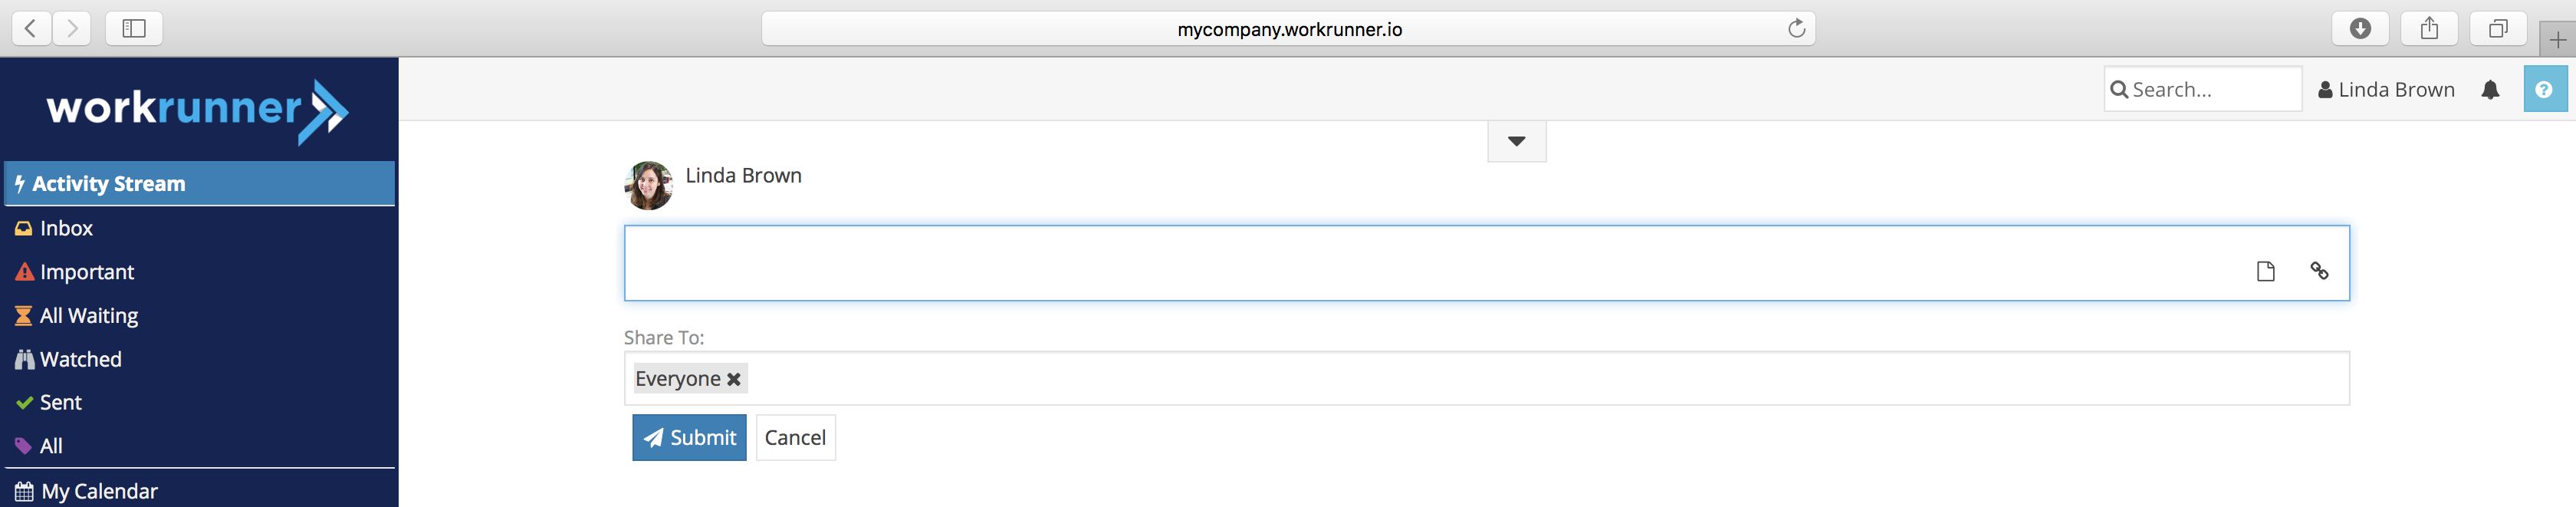 mycompany.workrunner.io
workrunner
Search...
Linda Brown
?
Activity Stream
Inbox
Important
All Waiting
Watched
Sent
All
My Calendar
Linda Brown
Share To:
Everyone
Submit
Cancel